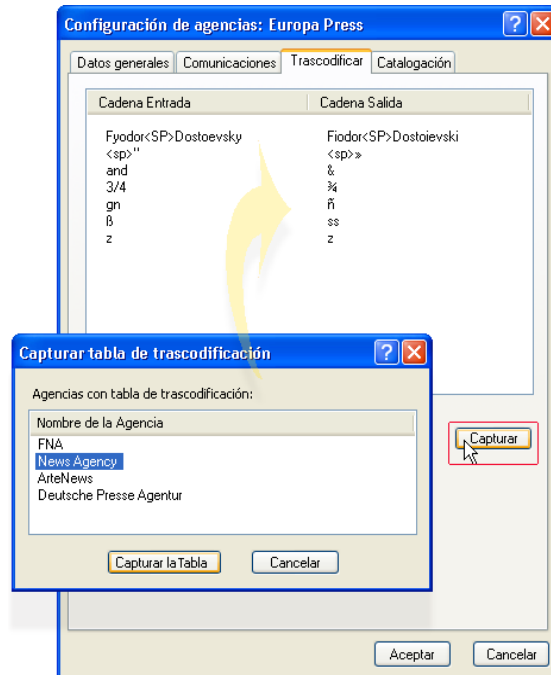 Configuración de agencias: Europa Press
Datos generales Comunicaciones Trascodificar Catalogación
Cadena Entrada Cadena Salida
Fyodor<SP>Dostoevsky Fiodor<SP>Dostoievski
<sp>" <sp>»
and &
3/4 ¾
gn ñ
ß ss
z z
Capturar tabla de trascodificación
Agencias con tabla de trascodificación:
Nombre de la Agencia
FNA
News Agency
ArteNews
Deutsche Presse Agentur
Capturar la Tabla Cancelar
Capturar
Aceptar Cancelar